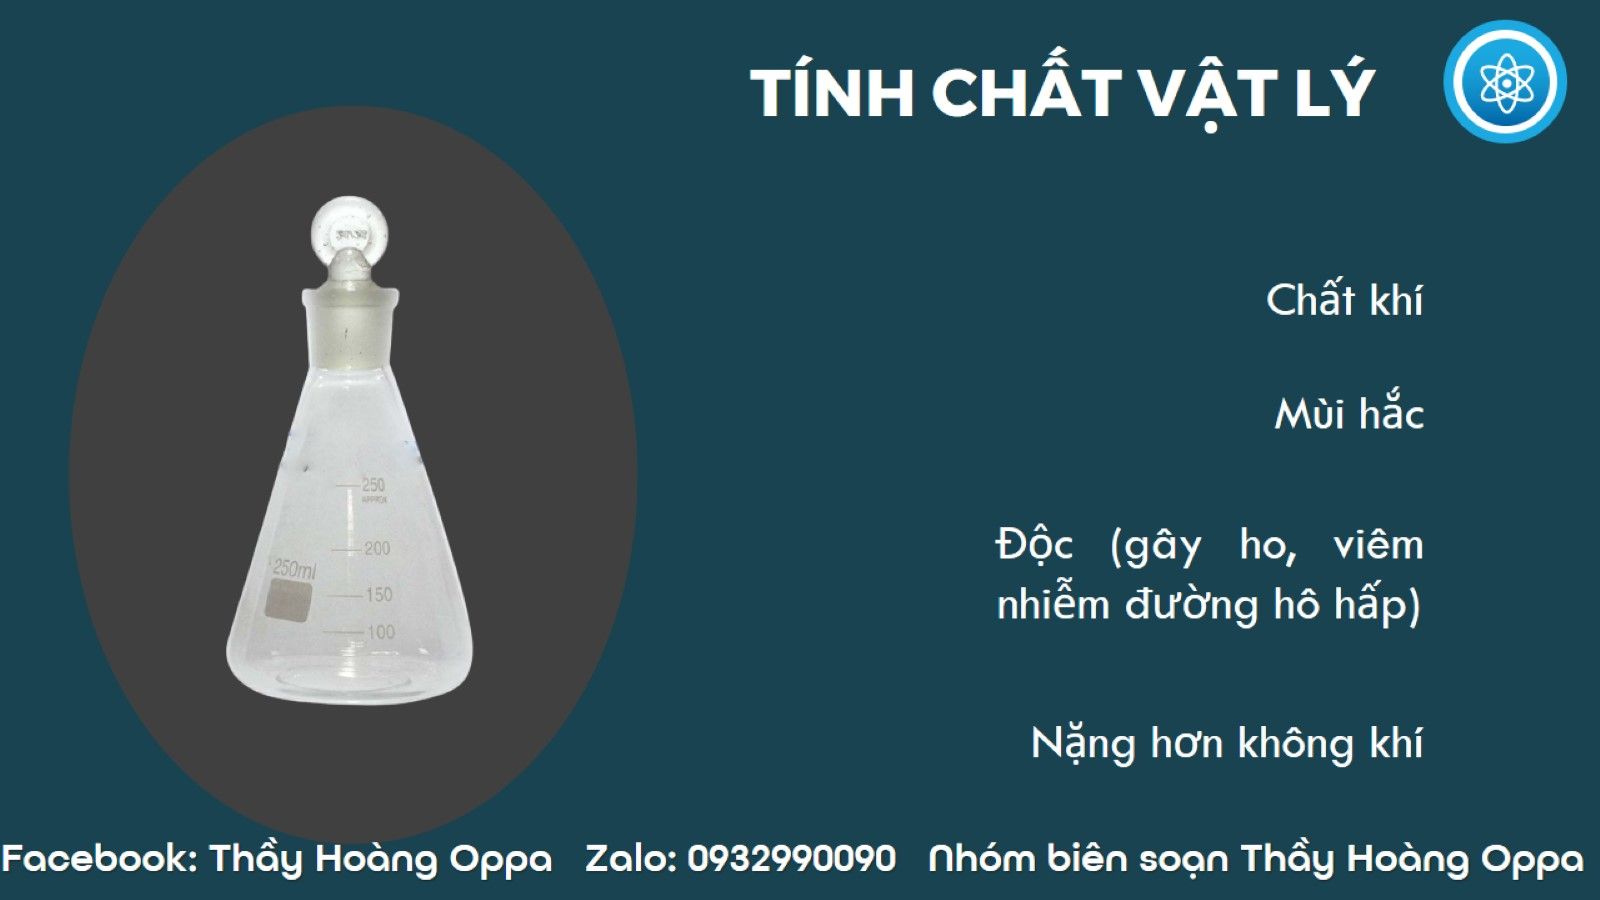 TÍNH CHẤT VẬT LÝ
Chất khí
Mùi hắc
Độc (gây ho, viêm
nhiễm đường hô hấp)
Nặng hơn không khí
250
APPROX
200
250ml
150
100
Facebook: Thầy Hoàng Oppa Zalo: 0932990090 Nhóm biên soạn Thầy Hoàng Oppa